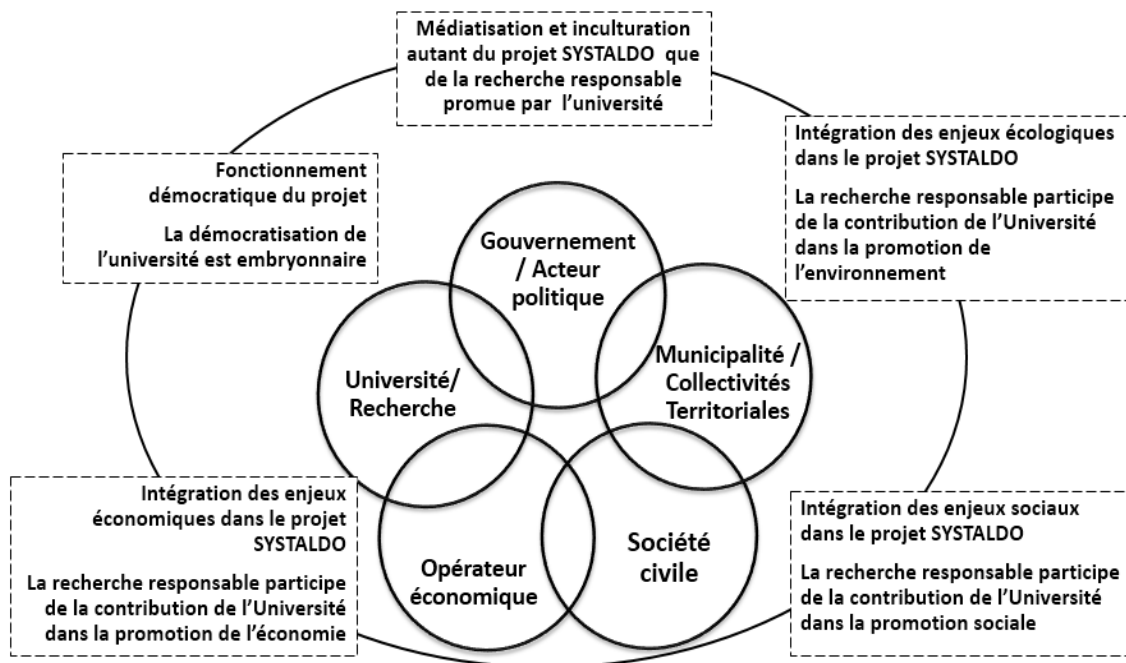 Médiatisation et inculturation
autant du projet SYSTALDO que
de la recherche responsable
promue par l’université
Fonctionnement
démocratique du projet
La démocratisation de
l’université est embryonnaire
Intégration des enjeux écologiques
dans le projet SYSTALDO
La recherche responsable participe
de la contribution de l’Université
dans la promotion de
l’environnement
Gouvernement
/ Acteur
politique
Université/
Recherche
Municipalité /
Collectivités
Territoriales
Opérateur
économique
Société
civile
Intégration des enjeux
économiques dans le projet
SYSTALDO
La recherche responsable participe
de la contribution de l’Université
dans la promotion de l’économie
Intégration des enjeux sociaux
dans le projet SYSTALDO
La recherche responsable participe
de la contribution de l’Université
dans la promotion sociale